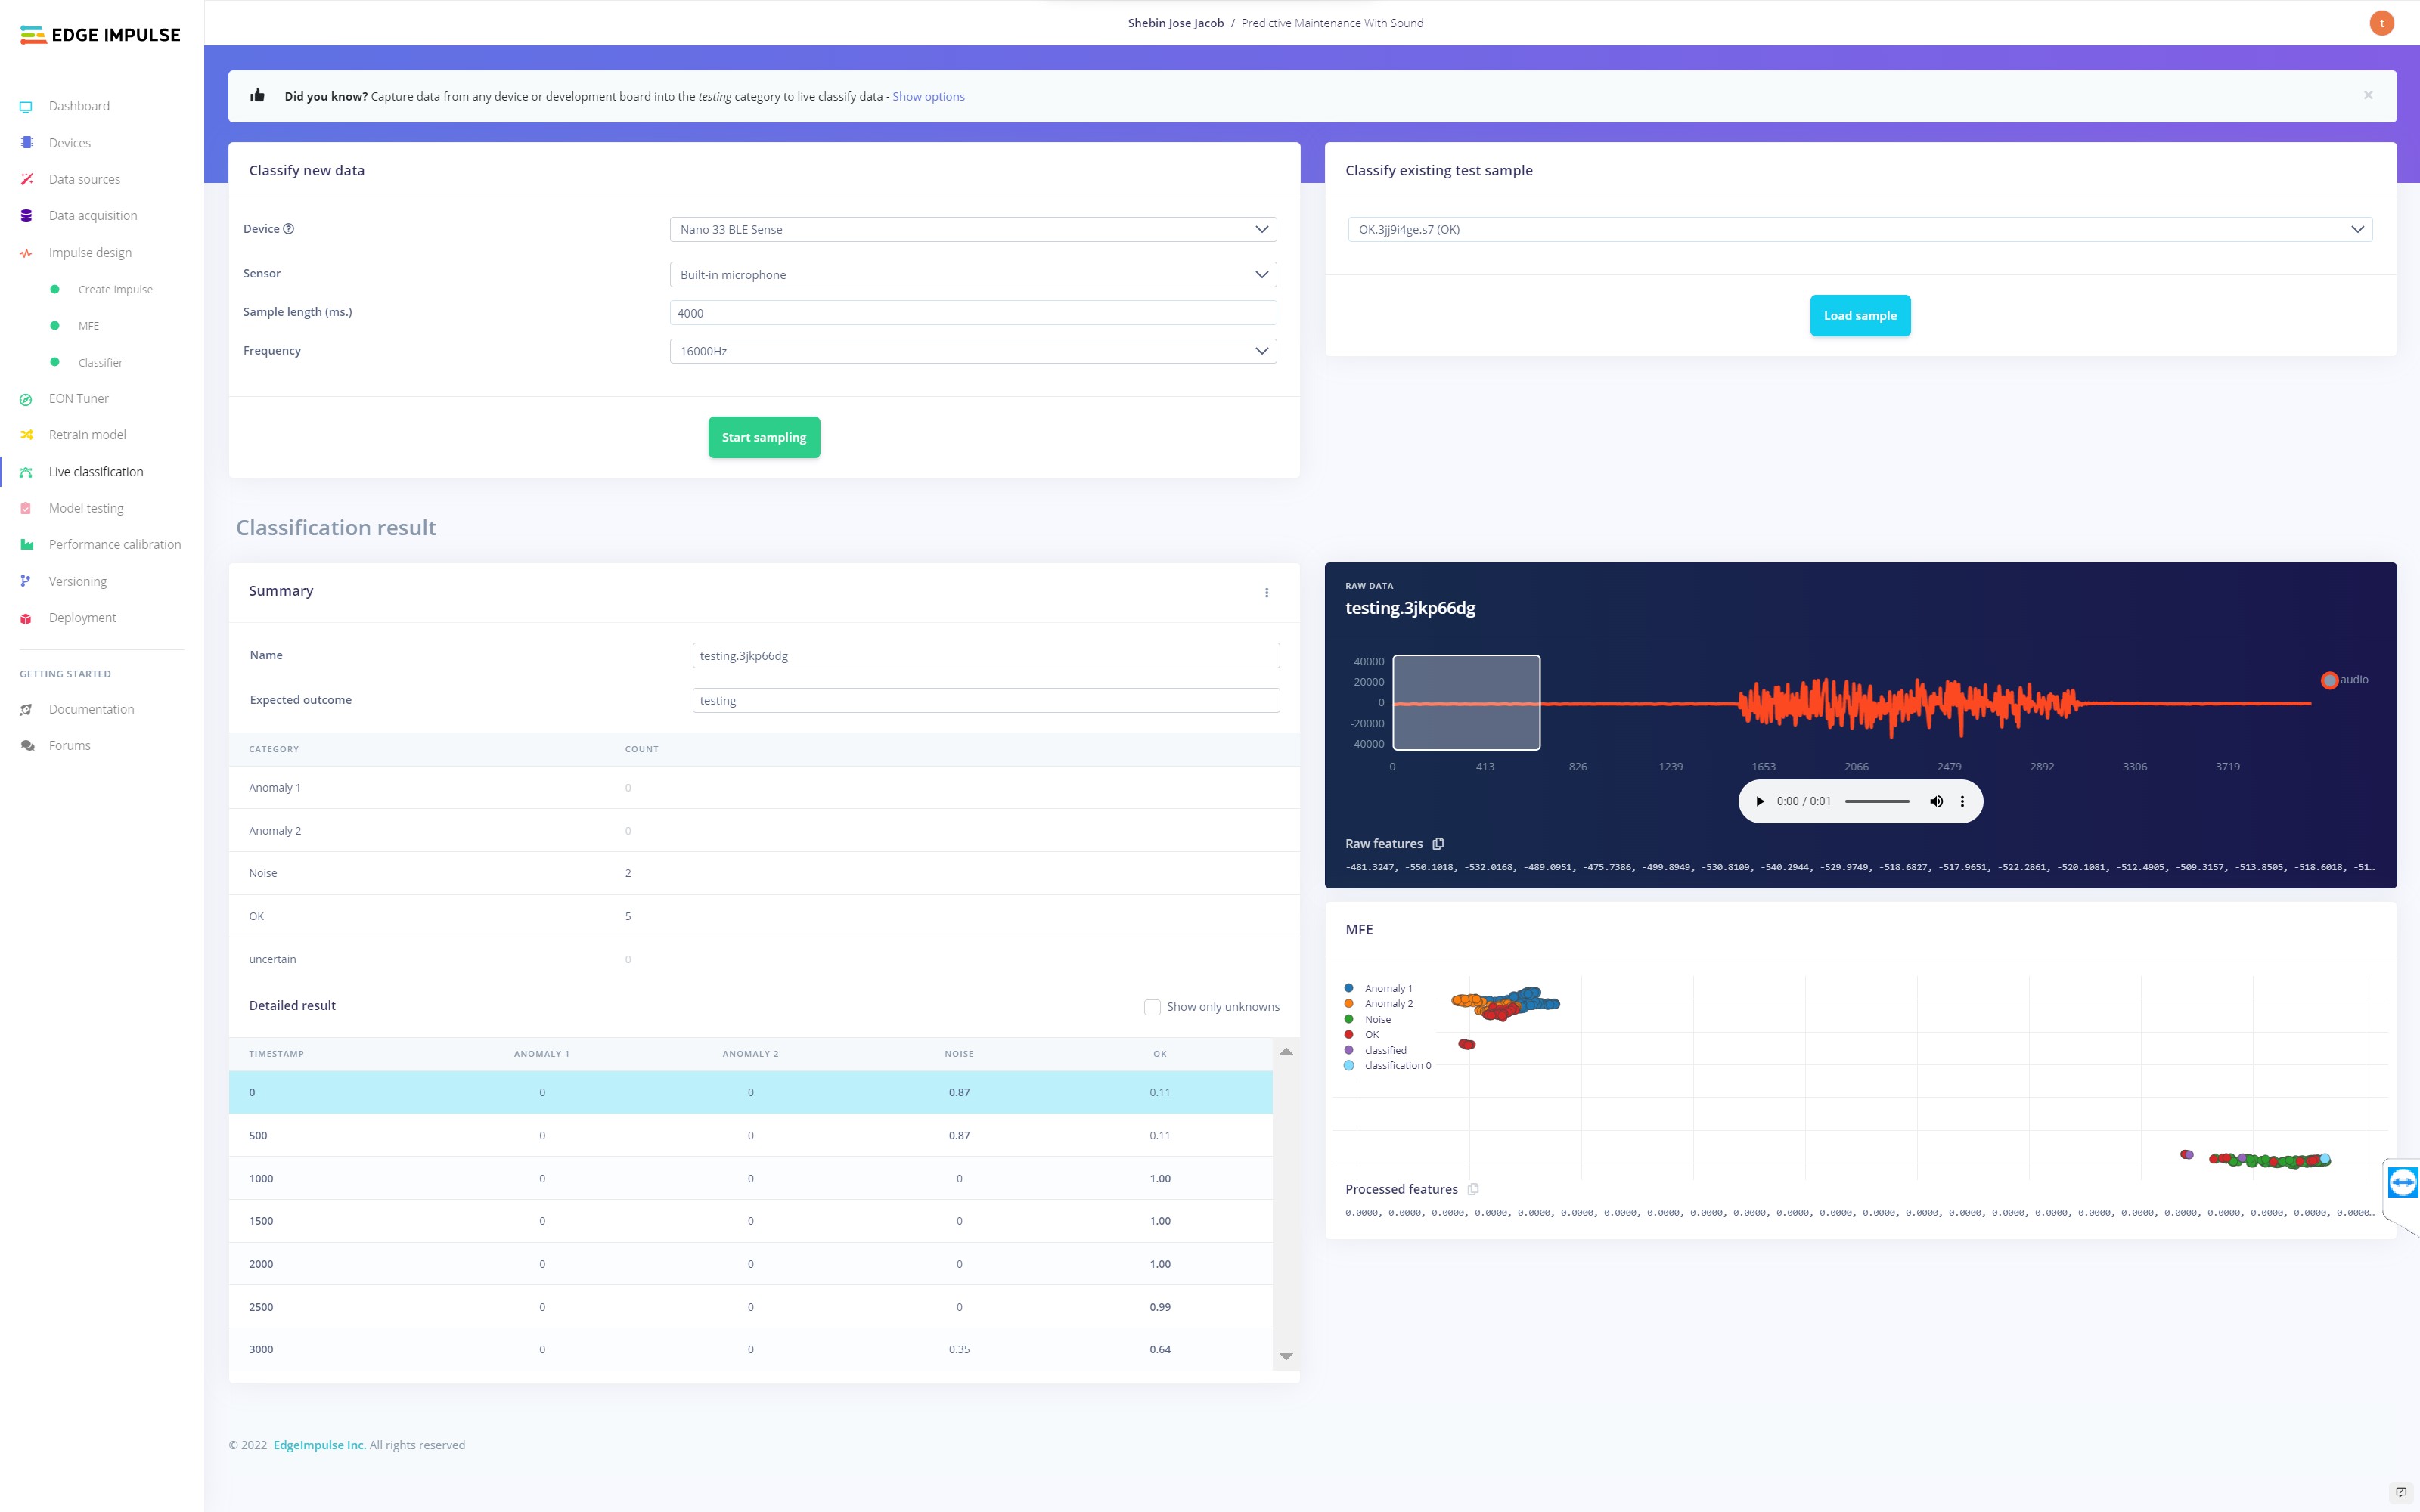 EDGE IMPULSE
Shebin Jose Jacob / Predictive Maintenance With Sound
t
Dashboard
Devices
Data sources
Data acquisition
Impulse design
Create impulse
MFE
Classifier
EON Tuner
Retrain model
Live classification
Model testing
Performance calibration
Versioning
Deployment
GETTING STARTED
Documentation
Forums
Did you know? Capture data from any device or development board into the testing category to live classify data - Show options
×
Classify new data
Device ?
Nano 33 BLE Sense
Sensor
Built-in microphone
Sample length (ms.)
4000
Frequency
16000Hz
Start sampling
Classify existing test sample
OK.3jj9i4ge.s7 (OK)
Load sample
Classification result
Summary
Name
testing.3jkp66dg
Expected outcome
testing
CATEGORY COUNT
Anomaly 1 0
Anomaly 2 0
Noise 2
OK 5
uncertain 0
Detailed result
Show only unknowns
TIMESTAMP ANOMALY 1 ANOMALY 2 NOISE OK
0 0 0 0.87 0.11
500 0 0 0.87 0.11
1000 0 0 0 1.00
1500 0 0 0 1.00
2000 0 0 0 1.00
2500 0 0 0 0.99
3000 0 0 0.35 0.64
RAW DATA
testing.3jkp66dg
40000
20000
0
-20000
-40000
0 413 826 1239 1653 2066 2479 2892 3306 3719
audio
0:00 / 0:01
Raw features
-481.3247, -550.1018, -532.0168, -489.0951, -475.7386, -499.8949, -530.8109, -540.2944, -529.9749, -518.6827, -517.9651, -522.2861, -520.1081, -512.4905, -509.3157, -513.8505, -518.6018, -51…
MFE
Anomaly 1
Anomaly 2
Noise
OK
classified
classification 0
Processed features
0.0000, 0.0000, 0.0000, 0.0000, 0.0000, 0.0000, 0.0000, 0.0000, 0.0000, 0.0000, 0.0000, 0.0000, 0.0000, 0.0000, 0.0000, 0.0000, 0.0000, 0.0000, 0.0000, 0.0000, 0.0000, 0.0000, 0.0000, 0.0000…
© 2022 EdgeImpulse Inc. All rights reserved